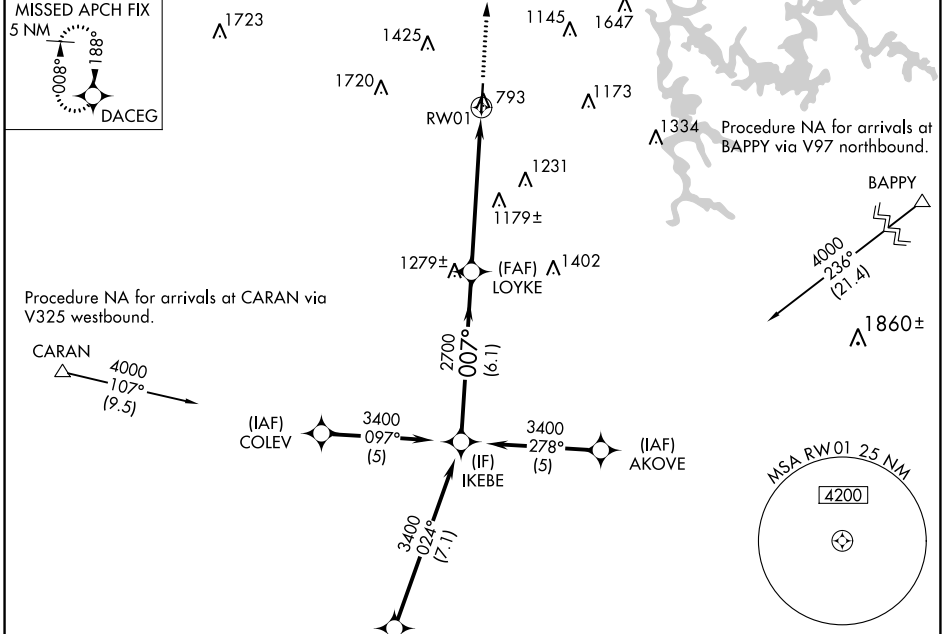 MISSED APCH FIX
5 NM
008°
188°
DACEG
1723
1425
1145
1647
1720
793
RW01
1173
1334
Procedure NA for arrivals at
BAPPY via V97 northbound.
1231
1179±
BAPPY
4000
236°
(21.4)
1279±
(FAF)
LOYKE
1402
Procedure NA for arrivals at CARAN via
V325 westbound.
1860±
CARAN
4000
107°
(9.5)
2700
007°
(6.1)
(IAF)
COLEV
3400
097°
(5)
(IF)
IKEBE
3400
278°
(5)
(IAF)
AKOVE
3400
024°
(7.1)
MSA RW01 25 NM
4200